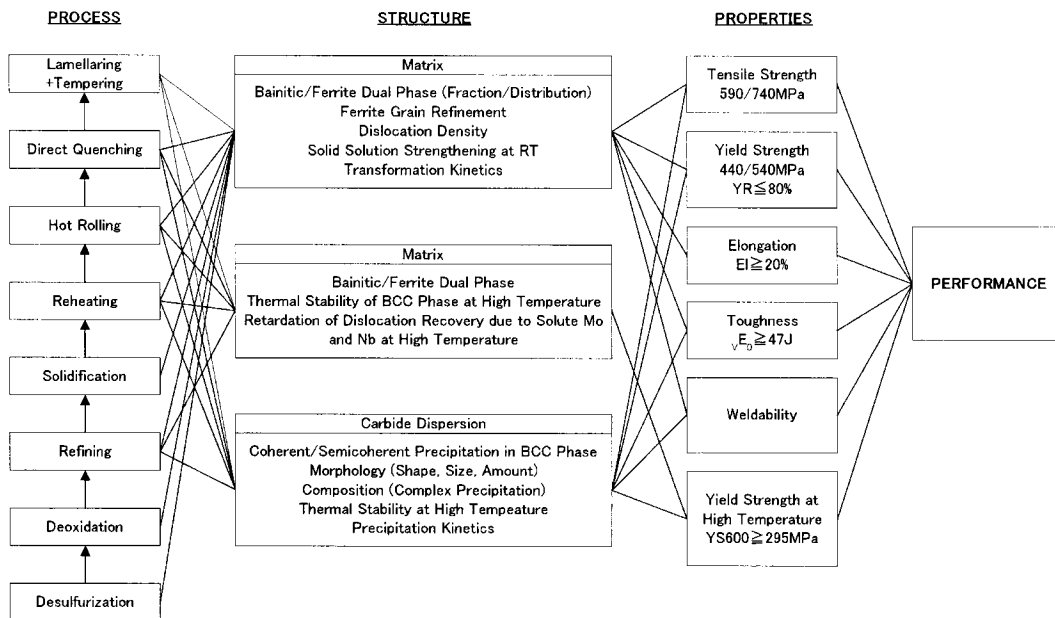 PROCESS
Lamellaring
+Tempering
Direct Quenching
Hot Rolling
Reheating
Solidification
Refining
Deoxidation
Desulfurization
STRUCTURE
Matrix
Bainitic/Ferrite Dual Phase (Fraction/Distribution)
Ferrite Grain Refinement
Dislocation Density
Solid Solution Strengthening at RT
Transformation Kinetics
Matrix
Bainitic/Ferrite Dual Phase
Thermal Stability of BCC Phase at High Temperature
Retardation of Dislocation Recovery due to Solute Mo
and Nb at High Temperature
Carbide Dispersion
Coherent/Semicoherent Precipitation in BCC Phase
Morphology (Shape, Size, Amount)
Composition (Complex Precipitation)
Thermal Stability at High Tempeature
Precipitation Kinetics
PROPERTIES
Tensile Strength
590/740MPa
Yield Strength
440/540MPa
YR≦80%
Elongation
El≧20%
Toughness
vE0≧47J
Weldability
Yield Strength at
High Temperature
YS600≧295MPa
PERFORMANCE